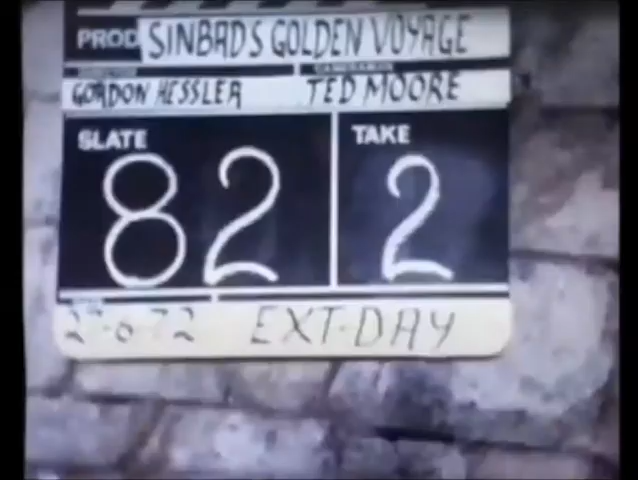 PROD SINBAD'S GOLDEN VOYAGE
GORDON HESSLER TED MOORE
SLATE TAKE
82 2
EXT-DAY